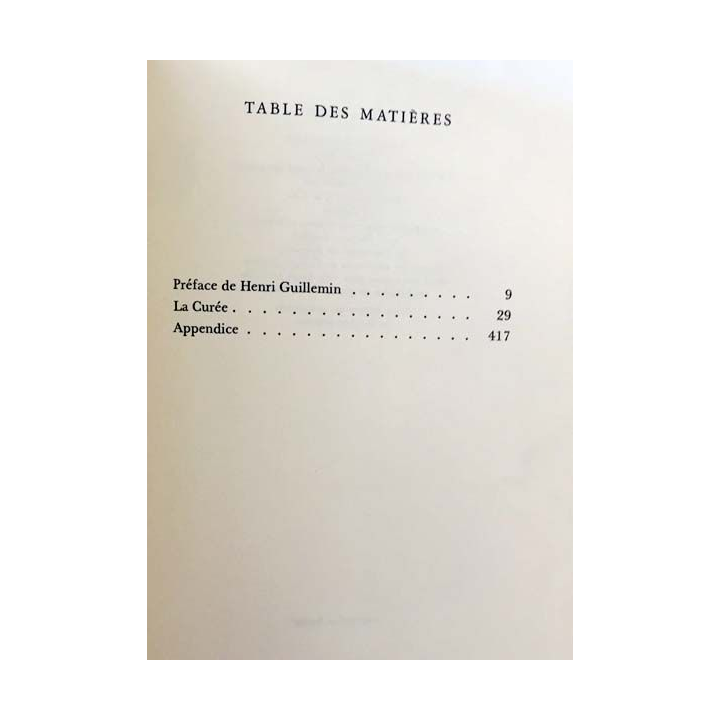 TABLE DES MATIÈRES
Préface de Henri Guillemin . . . . . . . . . 9
La Curée . . . . . . . . . . . . . . . . . 29
Appendice . . . . . . . . . . . . . . . . 417